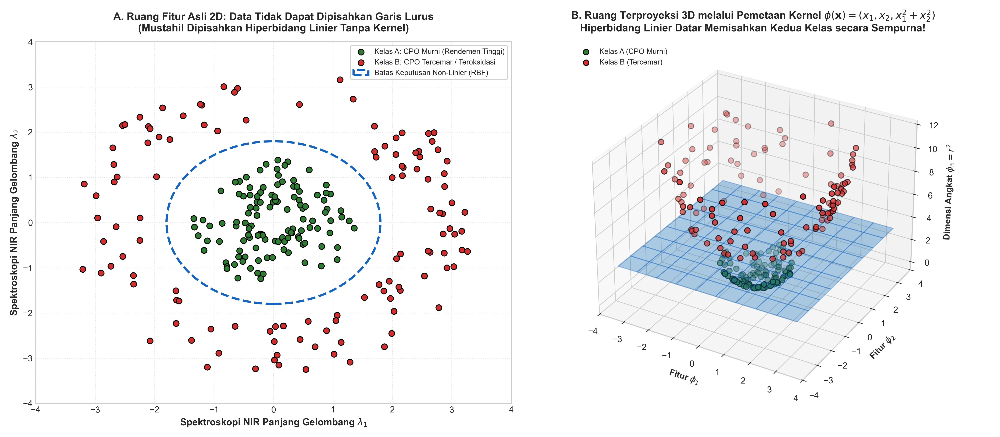 A. Ruang Fitur Asli 2D: Data Tidak Dapat Dipisahkan Garis Lurus
(Mustahil Dipisahkan Hiperbidang Linier Tanpa Kernel)
Kelas A: CPO Murni (Rendemen Tinggi)
Kelas B: CPO Tercemar / Teroksidasi
Batas Keputusan Non-Linier (RBF)
Spektroskopi NIR Panjang Gelombang λ₂
4
3
2
1
0
−1
−2
−3
−4
−4 −3 −2 −1 0 1 2 3 4
Spektroskopi NIR Panjang Gelombang λ₁
B. Ruang Terproyeksi 3D melalui Pemetaan Kernel ϕ(x) = (x₁, x₂, x₁² + x₂²)
Hiperbidang Linier Datar Memisahkan Kedua Kelas secara Sempurna!
Kelas A (CPO Murni)
Kelas B (Tercemar)
12
10
8
6
4
2
0
Dimensi Angkat ϕ₃ = r²
−4 −3 −2 −1 0 1 2 3 4
Fitur ϕ₁
4
3
2
1
0
−1
−2
−3
−4
Fitur ϕ₂